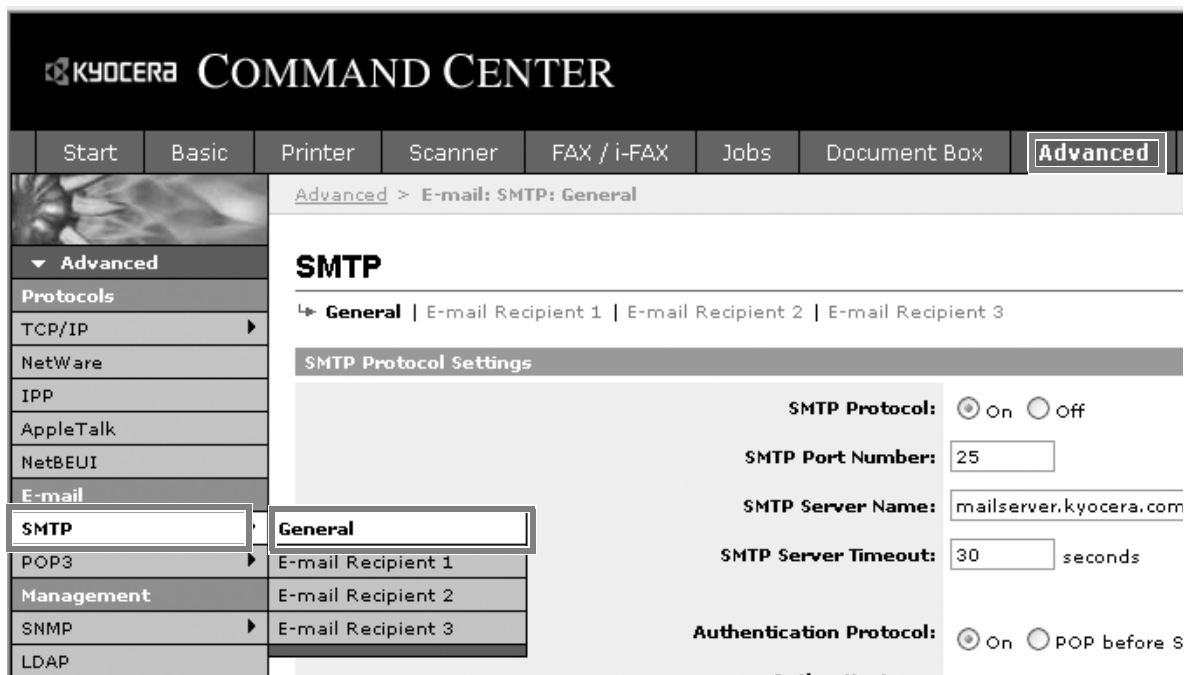 KYOCERA COMMAND CENTER
Start Basic Printer Scanner FAX / i-FAX Jobs Document Box Advanced
Advanced > E-mail: SMTP: General
Advanced
Protocols
TCP/IP
NetWare
IPP
AppleTalk
NetBEUI
E-mail
SMTP
POP3
Management
SNMP
LDAP
General
E-mail Recipient 1
E-mail Recipient 2
E-mail Recipient 3
SMTP
General | E-mail Recipient 1 | E-mail Recipient 2 | E-mail Recipient 3
SMTP Protocol Settings
SMTP Protocol: On Off
SMTP Port Number: 25
SMTP Server Name: mailserver.kyocera.com
SMTP Server Timeout: 30 seconds
Authentication Protocol: On POP before S